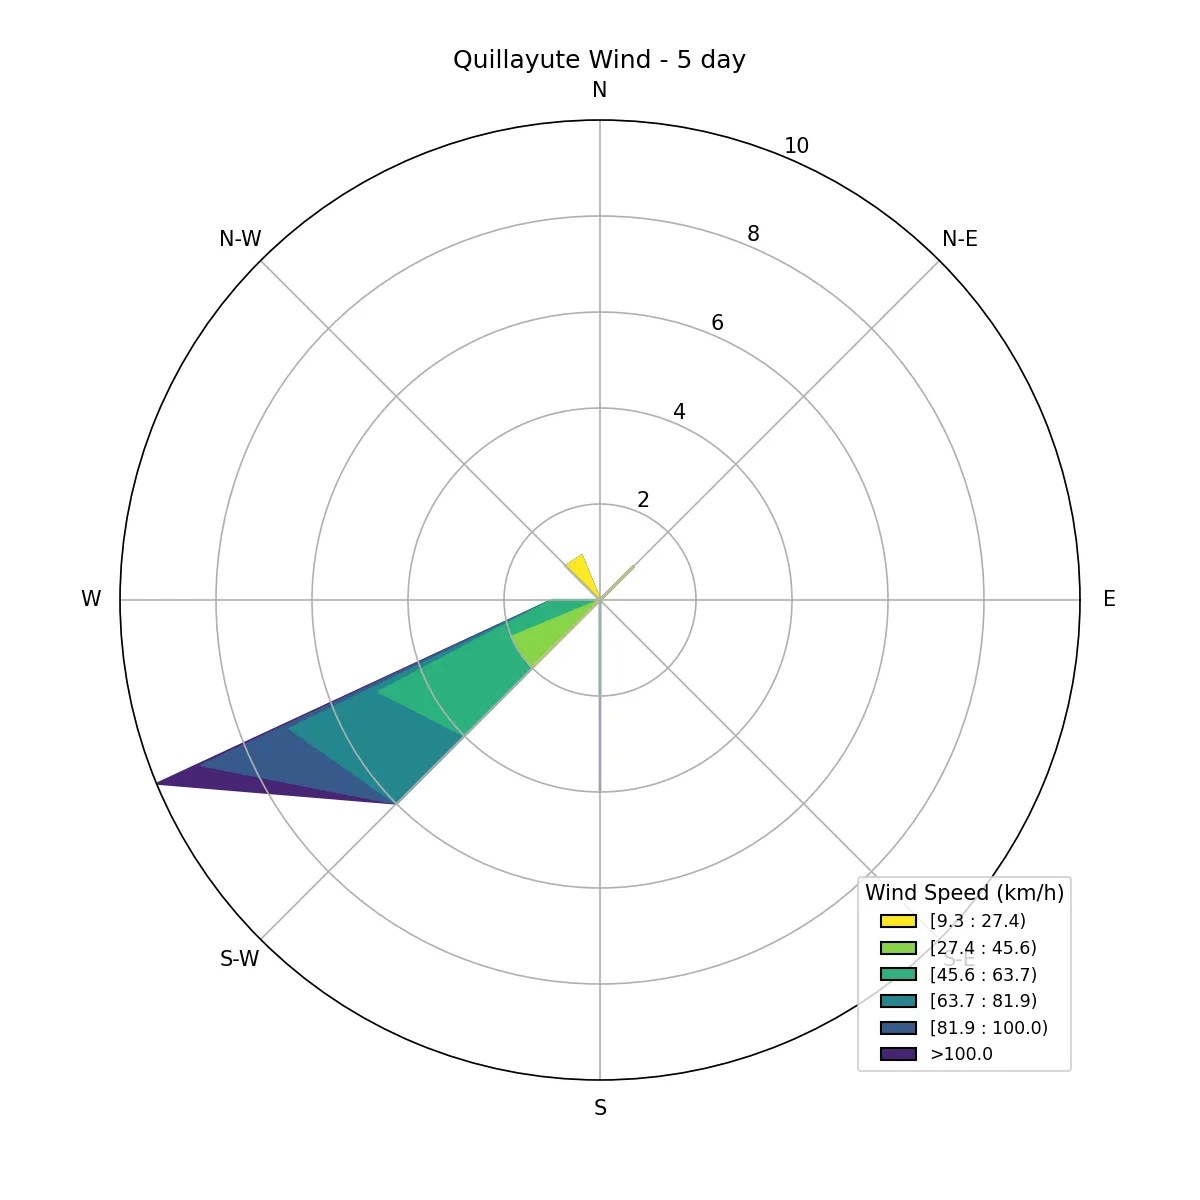 Quillayute Wind - 5 day
N
10
N-W
8
N-E
6
4
2
W
E
S-W
S-E
Wind Speed (km/h)
[9.3 : 27.4)
[27.4 : 45.6)
[45.6 : 63.7)
[63.7 : 81.9)
[81.9 : 100.0)
>100.0
S